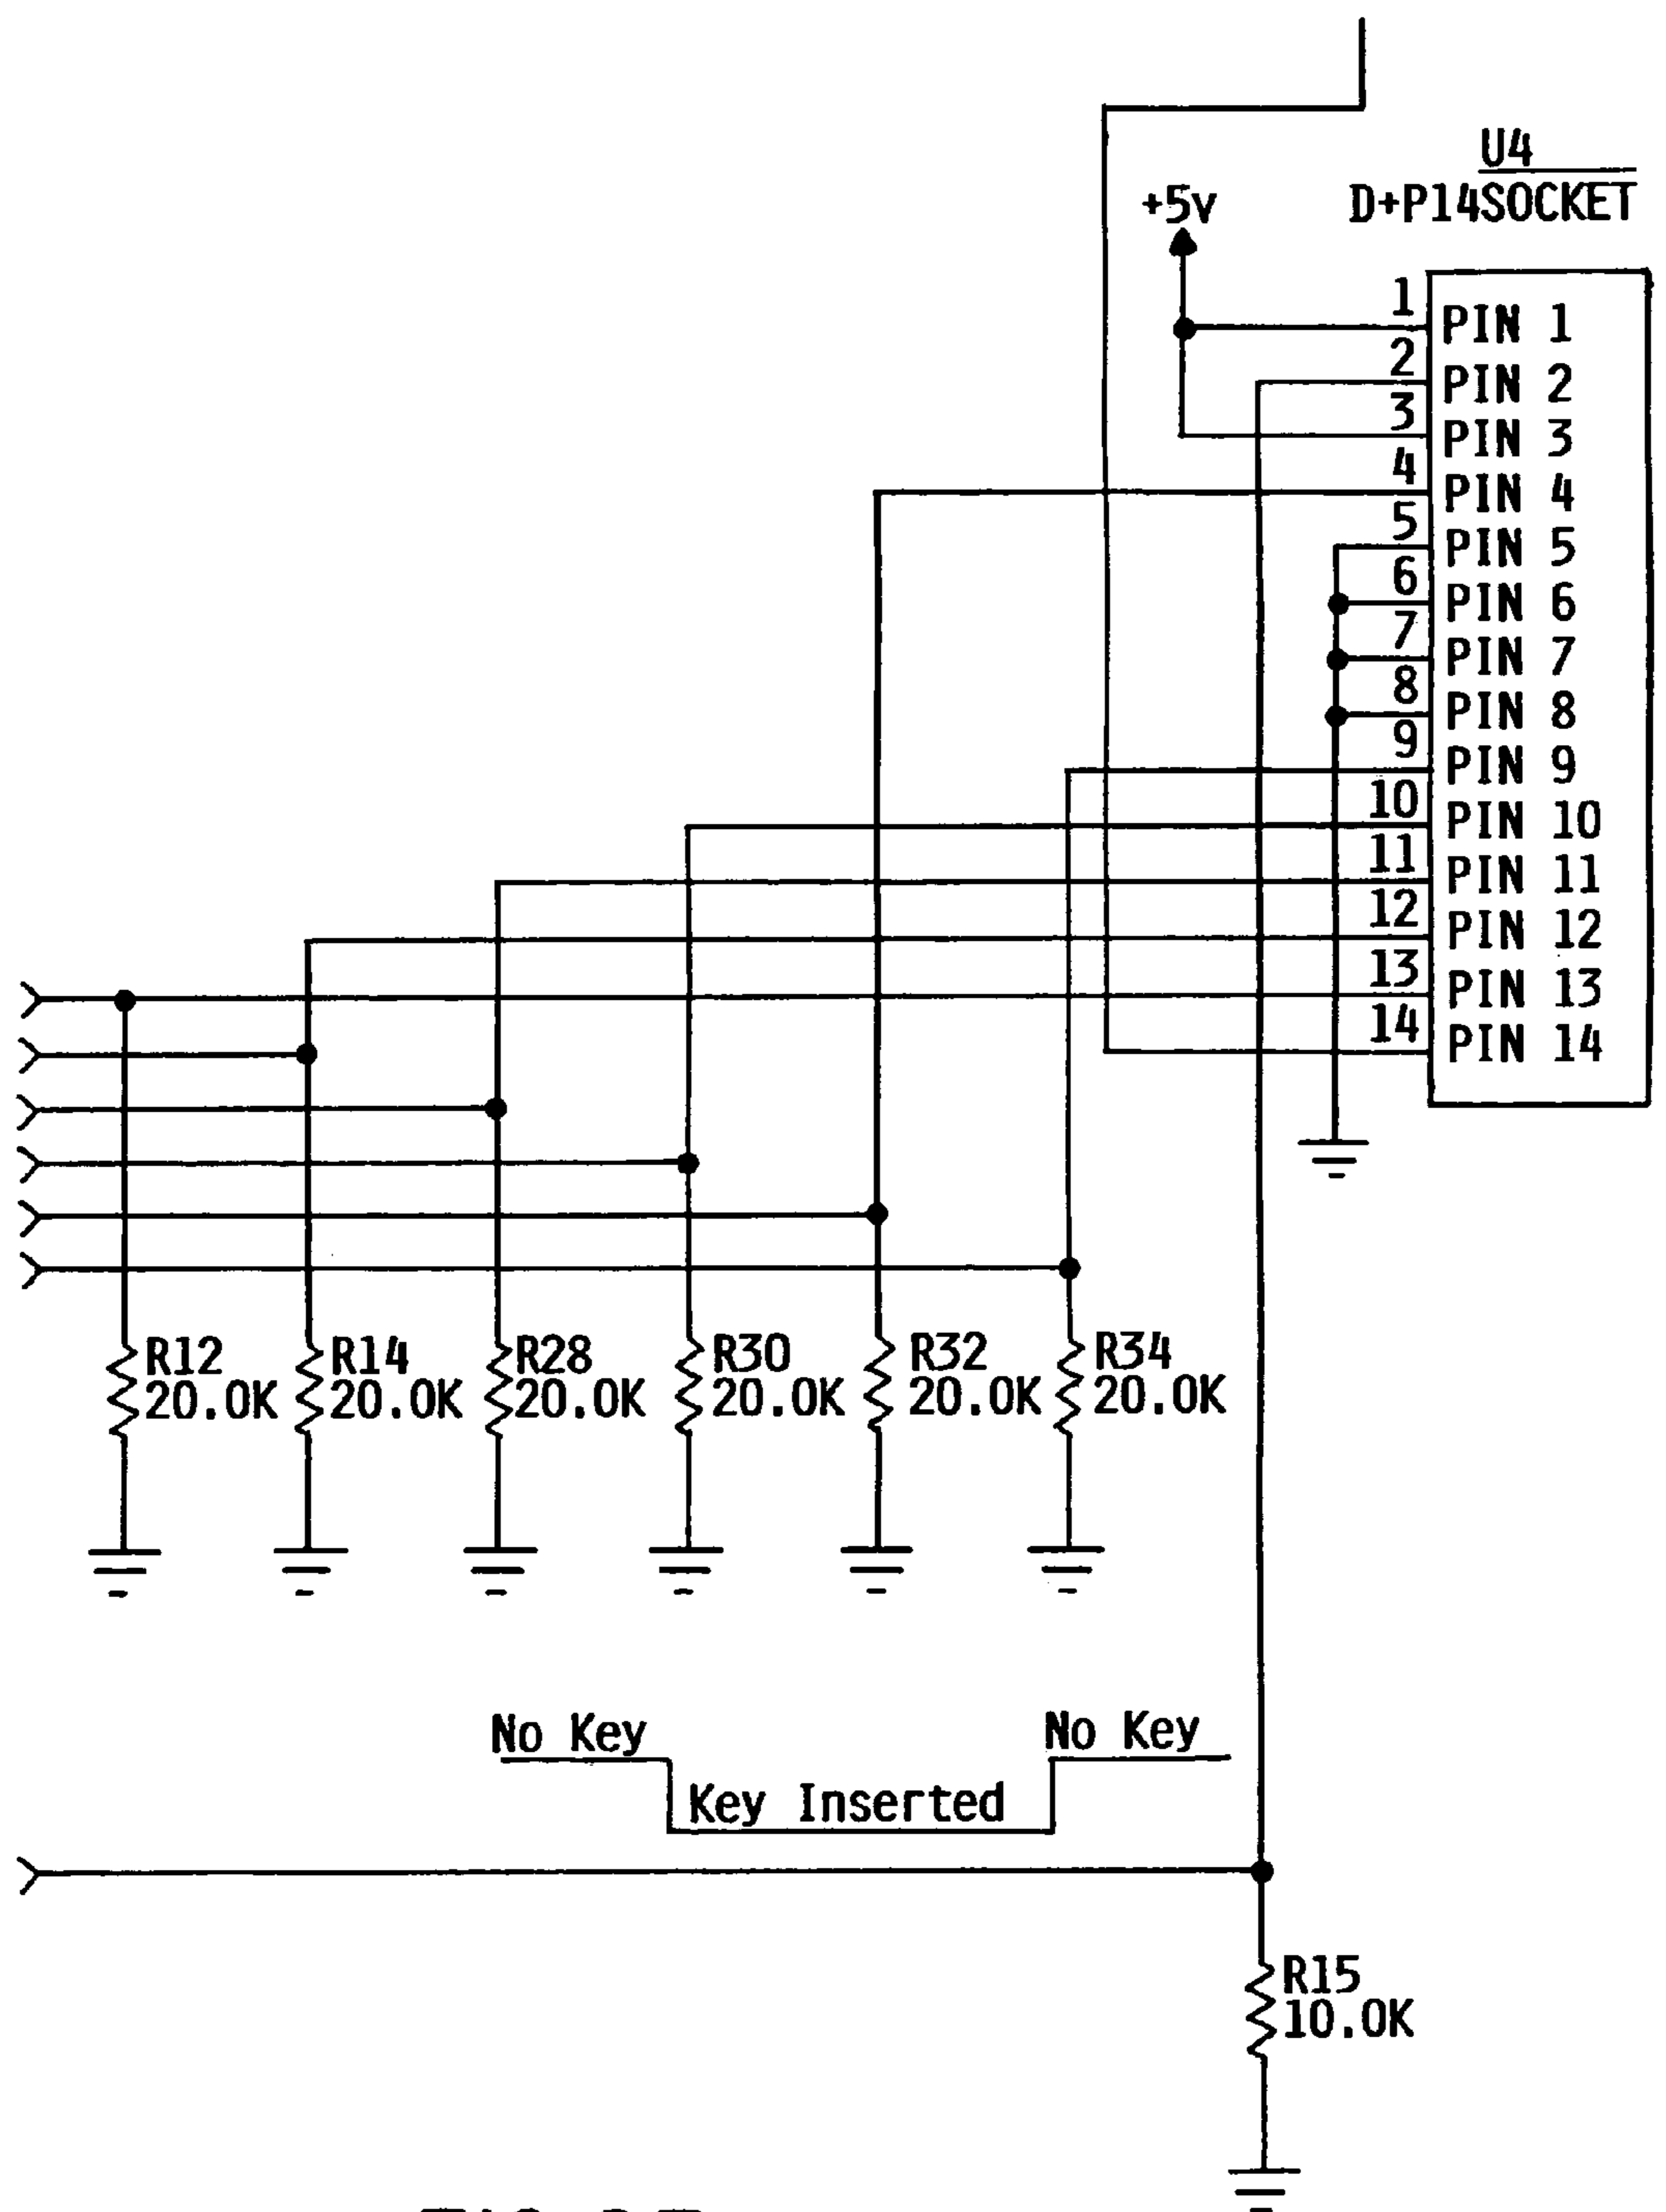 U4
D+P14SOCKET
+5v
1 PIN 1
2 PIN 2
3 PIN 3
4 PIN 4
5 PIN 5
6 PIN 6
7 PIN 7
8 PIN 8
9 PIN 9
10 PIN 10
11 PIN 11
12 PIN 12
13 PIN 13
14 PIN 14
R12
20.0K
R14
20.0K
R28
20.0K
R30
20.0K
R32
20.0K
R34
20.0K
No Key
Key Inserted
No Key
R15
10.0K